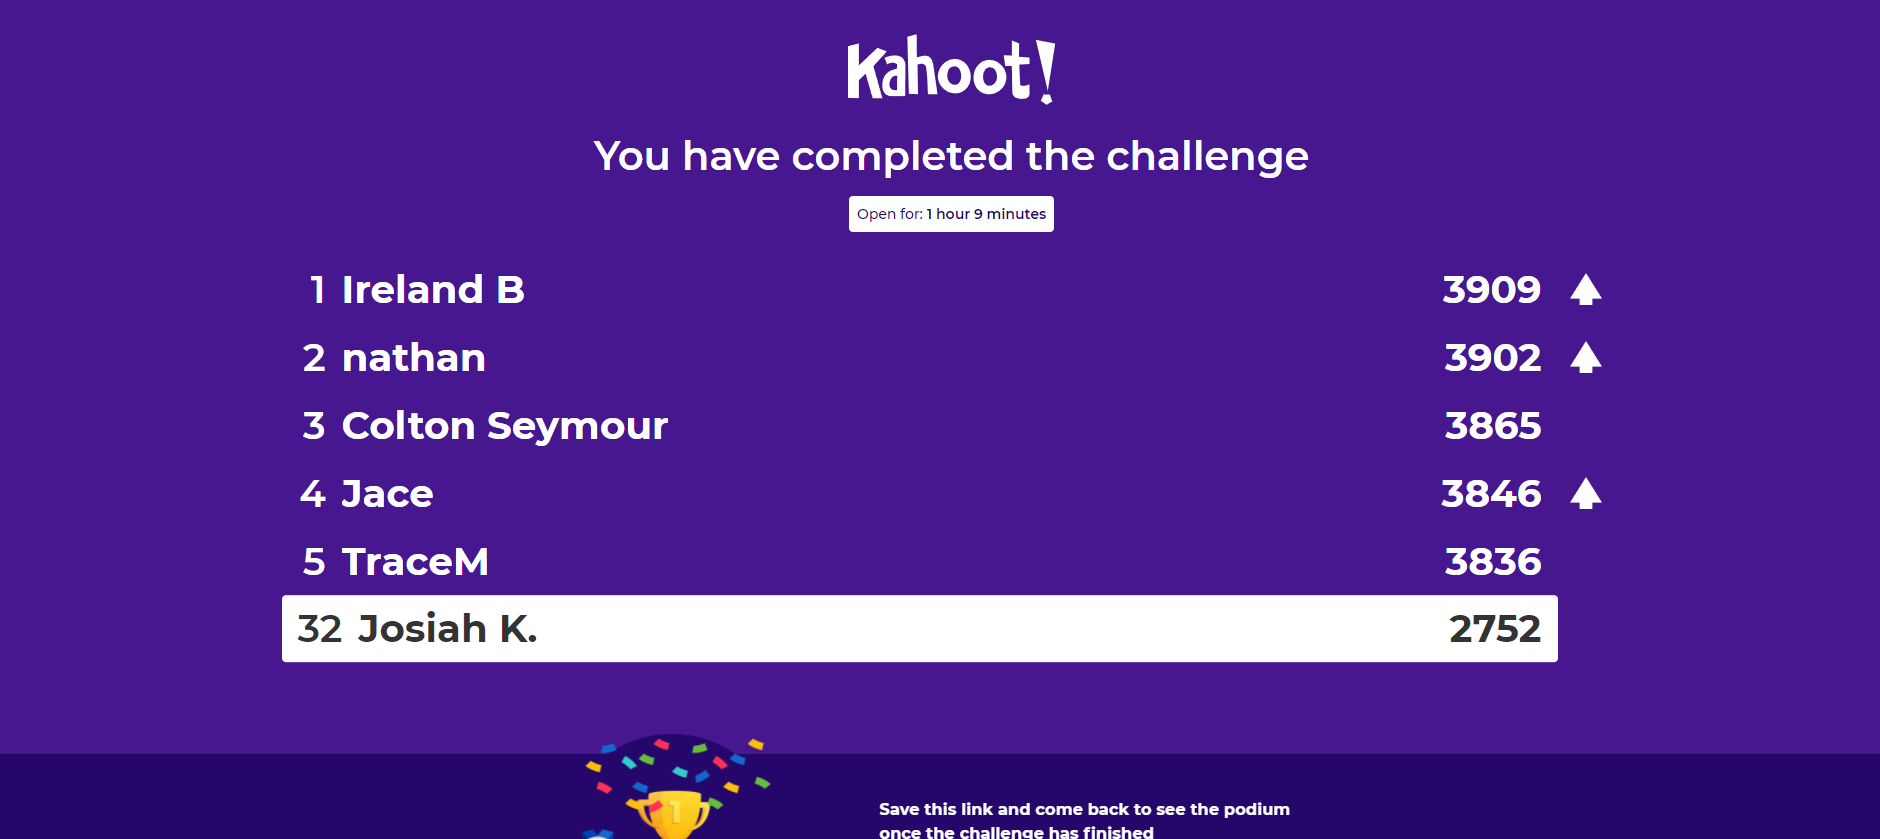 Kahoot!
You have completed the challenge
Open for: 1 hour 9 minutes
1 Ireland B 3909
2 nathan 3902
3 Colton Seymour 3865
4 Jace 3846
5 TraceM 3836
32 Josiah K. 2752
1
Save this link and come back to see the podium
once the challenge has finished